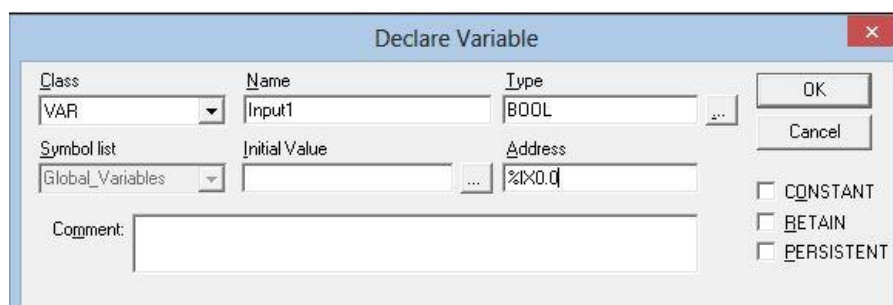 Declare Variable
x
Class Name Type
VAR Input1 BOOL ... OK
Cancel
Symbol list Initial Value Address
Global_Variables ... %IX0.0
CONSTANT
Comment: RETAIN
PERSISTENT